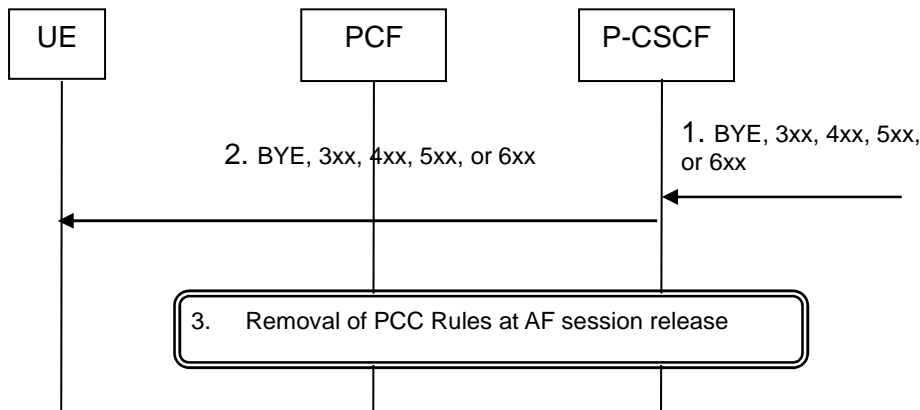 UE
PCF
P-CSCF
1. BYE, 3xx, 4xx, 5xx,
or 6xx
2. BYE, 3xx, 4xx, 5xx, or 6xx
3. Removal of PCC Rules at AF session release